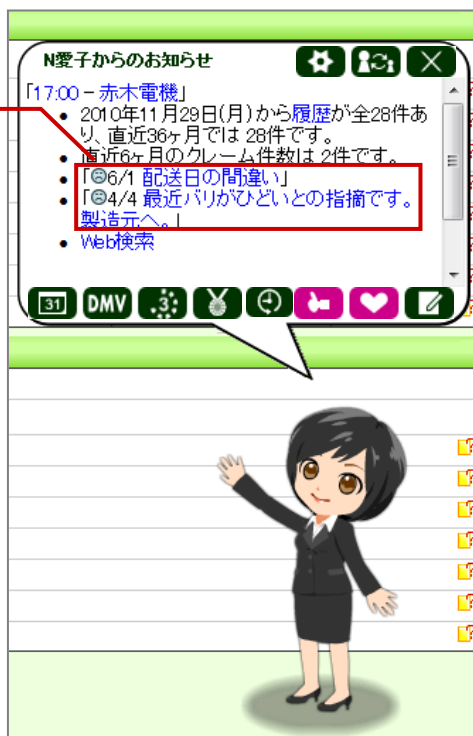 N愛子からのお知らせ
「17:00 - 赤木電機」
• 2010年11月29日(月)から履歴が全28件あ
り、直近36ヶ月では 28件です。
• 直近6ヶ月のクレーム件数は 2件です。
• 「☹6/1 配送日の間違い」
• 「☹4/4 最近バリがひどいとの指摘です。
製造元へ。」
• Web検索
31 DMV 3